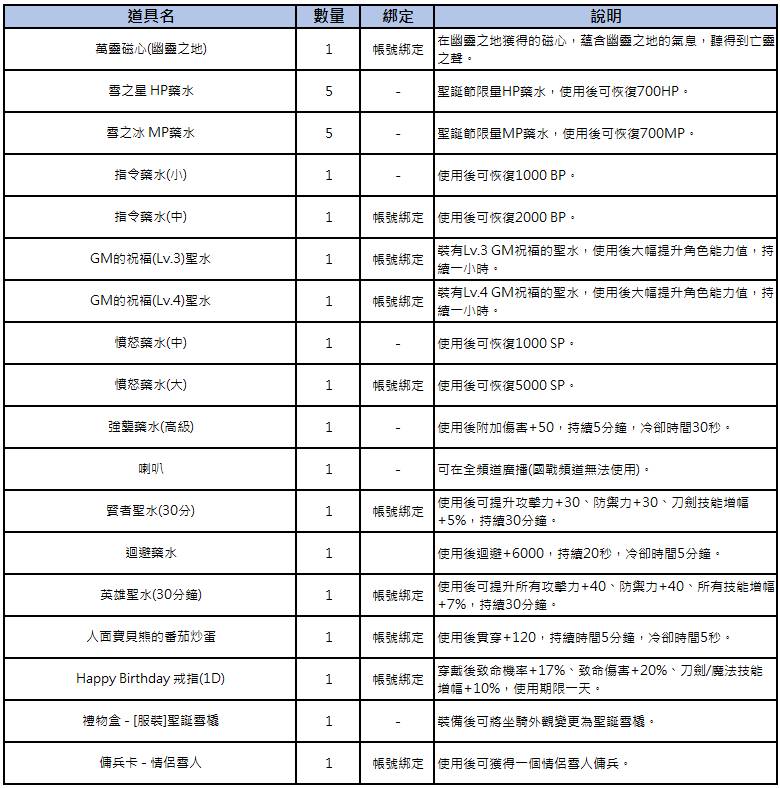 道具名 數量 綁定 說明
萬靈磁心(幽靈之地) 1 帳號綁定 在幽靈之地獲得的磁心，蘊含幽靈之地的氣息，聽得到亡靈
之聲。
雪之星 HP藥水 5 - 聖誕節限量HP藥水，使用後可恢復700HP。
雪之冰 MP藥水 5 - 聖誕節限量MP藥水，使用後可恢復700MP。
指令藥水(小) 1 - 使用後可恢復1000 BP。
指令藥水(中) 1 帳號綁定 使用後可恢復2000 BP。
GM的祝福(Lv.3)聖水 1 帳號綁定 裝有Lv.3 GM祝福的聖水，使用後大幅提升角色能力值，持
續一小時。
GM的祝福(Lv.4)聖水 1 帳號綁定 裝有Lv.4 GM祝福的聖水，使用後大幅提升角色能力值，持
續一小時。
憤怒藥水(中) 1 - 使用後可恢復1000 SP。
憤怒藥水(大) 1 帳號綁定 使用後可恢復5000 SP。
強襲藥水(高級) 1 - 使用後附加傷害+50，持續5分鐘，冷卻時間30秒。
喇叭 1 - 可在全頻道廣播(國戰頻道無法使用)。
賢者聖水(30分) 1 帳號綁定 使用後可提升攻擊力+30、防禦力+30、刀劍技能增幅
+5%，持續30分鐘。
迴避藥水 1 使用後迴避+6000，持續20秒，冷卻時間5分鐘。
英雄聖水(30分鐘) 1 帳號綁定 使用後可提升所有攻擊力+40、防禦力+40、所有技能增幅
+7%，持續30分鐘。
人面寶貝熊的番茄炒蛋 1 帳號綁定 使用後貫穿+120，持續時間5分鐘，冷卻時間5秒。
Happy Birthday 戒指(1D) 1 帳號綁定 穿戴後致命機率+17%、致命傷害+20%、刀劍/魔法技能
增幅+10%，使用期限一天。
禮物盒 - [服裝]聖誕雪橇 1 - 裝備後可將坐騎外觀變更為聖誕雪橇。
傭兵卡 - 情侶雪人 1 帳號綁定 使用後可獲得一個情侶雪人傭兵。